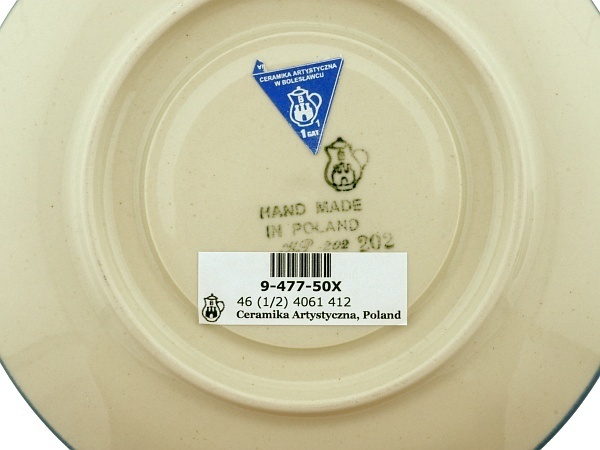 CERAMIKA ARTYSTYCZNA
W BOLESŁAWCU
1
1 GAT
HAND MADE
IN POLAND
202 202
9-477-50X
46 (1/2) 4061 412
Ceramika Artystyczna, Poland